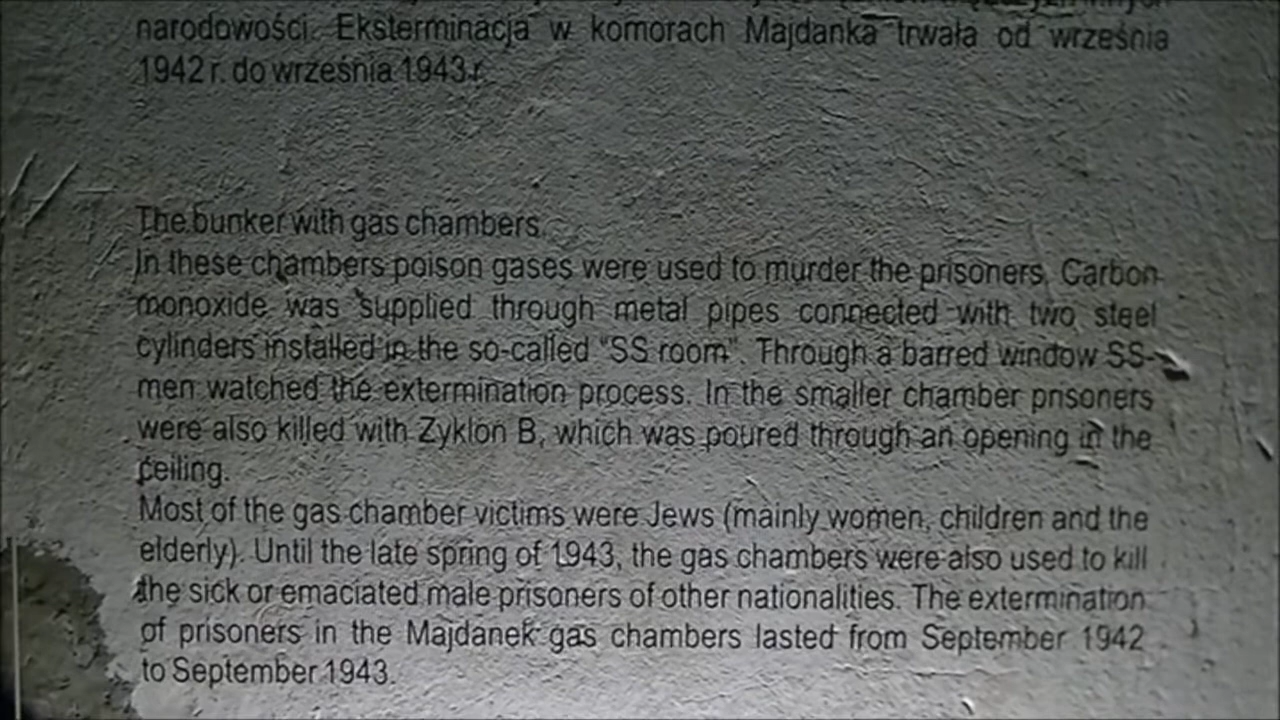 narodowości. Eksterminacja w komorach Majdanka trwała od września
1942 r. do września 1943 r.
The bunker with gas chambers.
In these chambers poison gases were used to murder the prisoners. Carbon
monoxide was supplied through metal pipes connected with two steel
cylinders installed in the so-called "SS room". Through a barred window SS-
men watched the extermination process. In the smaller chamber prisoners
were also killed with Zyklon B, which was poured through an opening in the
ceiling.
Most of the gas chamber victims were Jews (mainly women, children and the
elderly). Until the late spring of 1943, the gas chambers were also used to kill
the sick or emaciated male prisoners of other nationalities. The extermination
of prisoners in the Majdanek gas chambers lasted from September 1942
to September 1943.